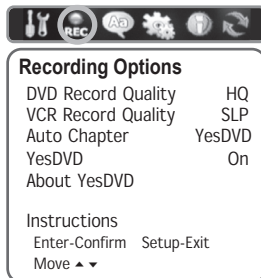 REC
Aa
i
Recording Options
DVD Record Quality HQ
VCR Record Quality SLP
Auto Chapter YesDVD
YesDVD On
About YesDVD
Instructions
Enter-Confirm Setup-Exit
Move ▲ ▼